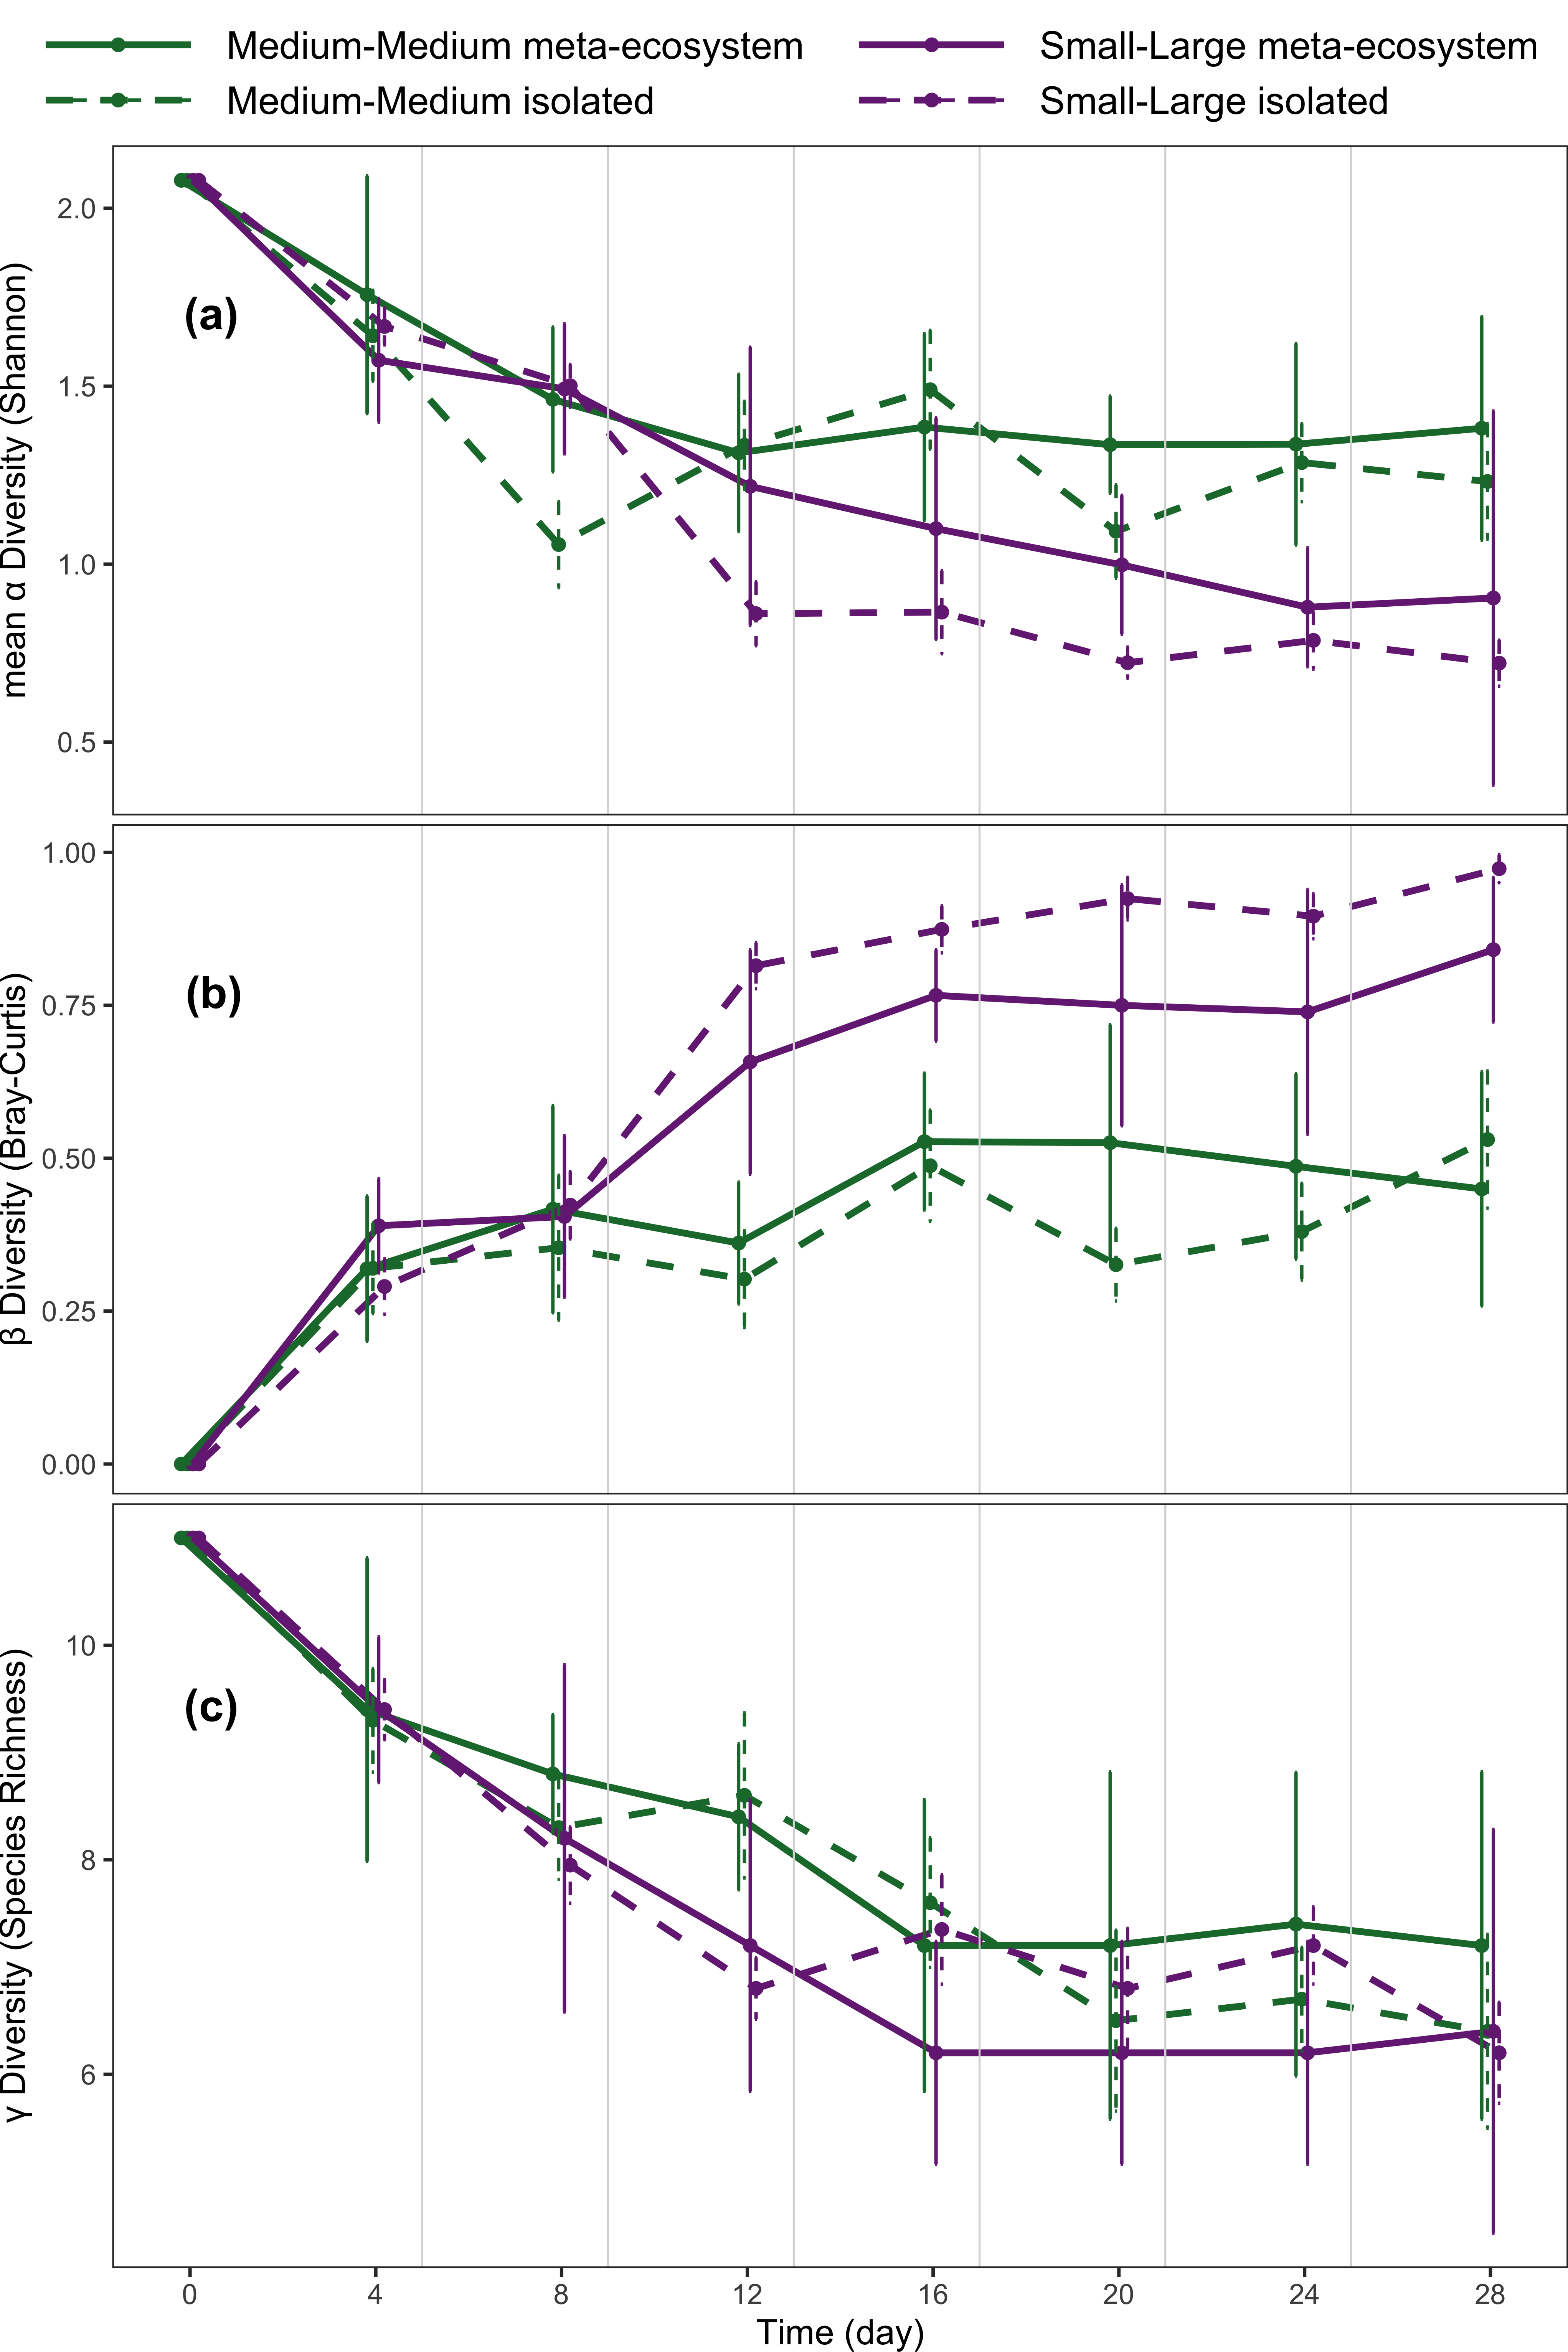 Medium-Medium meta-ecosystem
Small-Large meta-ecosystem
Medium-Medium isolated
Small-Large isolated
mean α Diversity (Shannon)
2.0
1.5
1.0
0.5
(a)
β Diversity (Bray-Curtis)
1.00
0.75
0.50
0.25
0.00
(b)
γ Diversity (Species Richness)
10
8
6
(c)
0 4 8 12 16 20 24 28
Time (day)